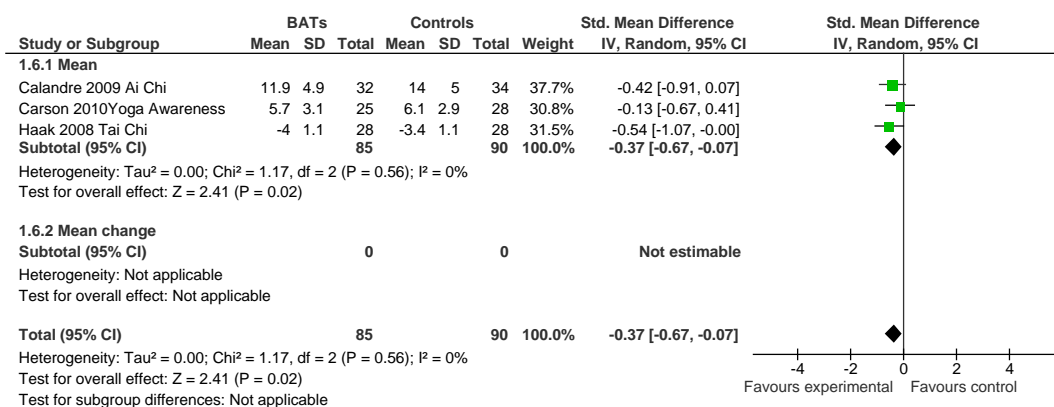 BATs Controls Std. Mean Difference Std. Mean Difference
Study or Subgroup Mean SD Total Mean SD Total Weight IV, Random, 95% CI IV, Random, 95% CI
1.6.1 Mean
Calandre 2009 Ai Chi 11.9 4.9 32 14 5 34 37.7% -0.42 [-0.91, 0.07]
Carson 2010Yoga Awareness 5.7 3.1 25 6.1 2.9 28 30.8% -0.13 [-0.67, 0.41]
Haak 2008 Tai Chi -4 1.1 28 -3.4 1.1 28 31.5% -0.54 [-1.07, -0.00]
Subtotal (95% CI) 85 90 100.0% -0.37 [-0.67, -0.07]
Heterogeneity: Tau² = 0.00; Chi² = 1.17, df = 2 (P = 0.56); I² = 0%
Test for overall effect: Z = 2.41 (P = 0.02)
1.6.2 Mean change
Subtotal (95% CI) 0 0 Not estimable
Heterogeneity: Not applicable
Test for overall effect: Not applicable
Total (95% CI) 85 90 100.0% -0.37 [-0.67, -0.07]
Heterogeneity: Tau² = 0.00; Chi² = 1.17, df = 2 (P = 0.56); I² = 0%
Test for overall effect: Z = 2.41 (P = 0.02)
Test for subgroup differences: Not applicable
-4 -2 0 2 4
Favours experimental Favours control